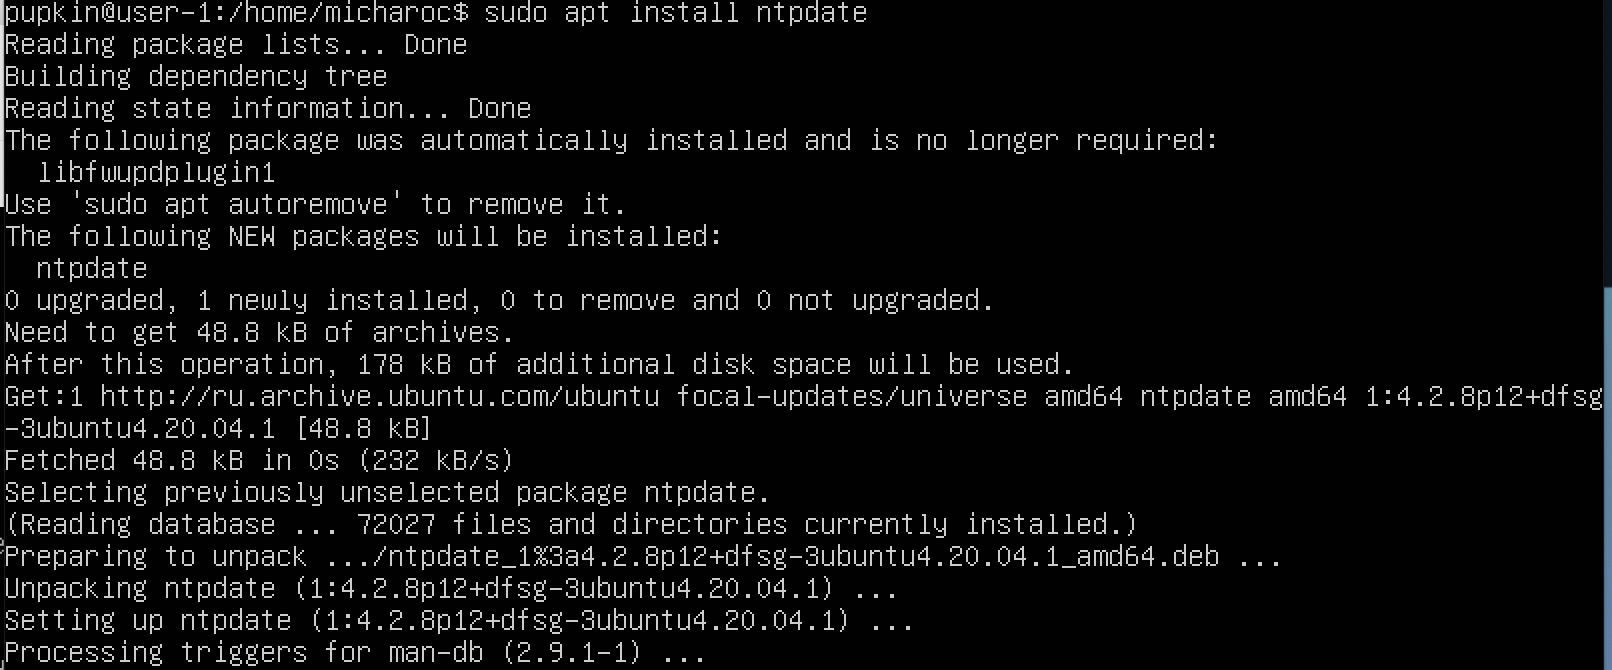 pupkin@user-1:/home/micharoc$ sudo apt install ntpdate
Reading package lists... Done
Building dependency tree
Reading state information... Done
The following package was automatically installed and is no longer required:
  libfwupdplugin1
Use 'sudo apt autoremove' to remove it.
The following NEW packages will be installed:
  ntpdate
0 upgraded, 1 newly installed, 0 to remove and 0 not upgraded.
Need to get 48.8 kB of archives.
After this operation, 178 kB of additional disk space will be used.
Get:1 http://ru.archive.ubuntu.com/ubuntu focal-updates/universe amd64 ntpdate amd64 1:4.2.8p12+dfsg
-3ubuntu4.20.04.1 [48.8 kB]
Fetched 48.8 kB in 0s (232 kB/s)
Selecting previously unselected package ntpdate.
(Reading database ... 72027 files and directories currently installed.)
Preparing to unpack .../ntpdate_1%3a4.2.8p12+dfsg-3ubuntu4.20.04.1_amd64.deb ...
Unpacking ntpdate (1:4.2.8p12+dfsg-3ubuntu4.20.04.1) ...
Setting up ntpdate (1:4.2.8p12+dfsg-3ubuntu4.20.04.1) ...
Processing triggers for man-db (2.9.1-1) ...